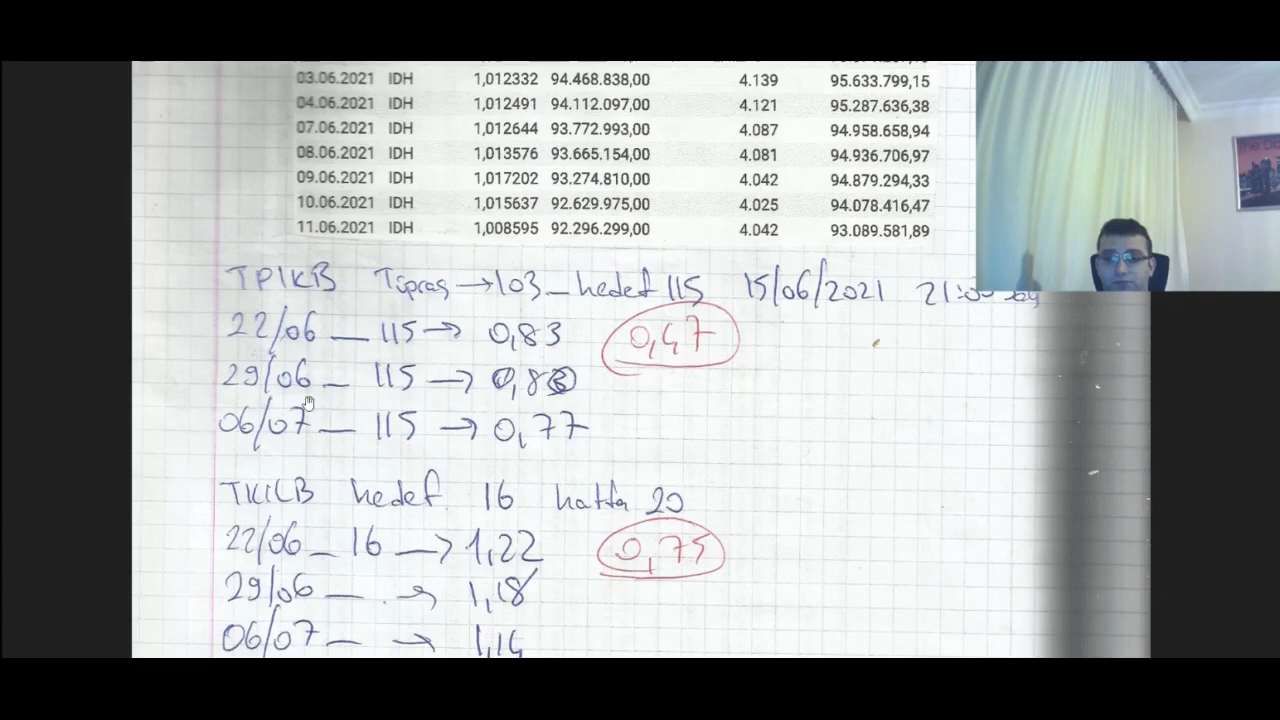 03.06.2021 IDH 1,012332 94.468.838,00 4.139 95.633.799,15
04.06.2021 IDH 1,012491 94.112.097,00 4.121 95.287.636,38
07.06.2021 IDH 1,012644 93.772.993,00 4.087 94.958.658,94
08.06.2021 IDH 1,013576 93.665.154,00 4.081 94.936.706,97
09.06.2021 IDH 1,017202 93.274.810,00 4.042 94.879.294,33
10.06.2021 IDH 1,015637 92.629.975,00 4.025 94.078.416,47
11.06.2021 IDH 1,008595 92.296.299,00 4.042 93.089.581,89
TPIKB Tüpraş → 103 _ hedef 115 15/06/2021
22/06 _ 115 → 0,83 0,47
29/06 _ 115 → 0,8
06/07 _ 115 → 0,77
TKILB hedef 16 hatta 20
22/06 _ 16 → 1,22 0,75
29/06 _ → 1,18
06/07 _ → 1,14